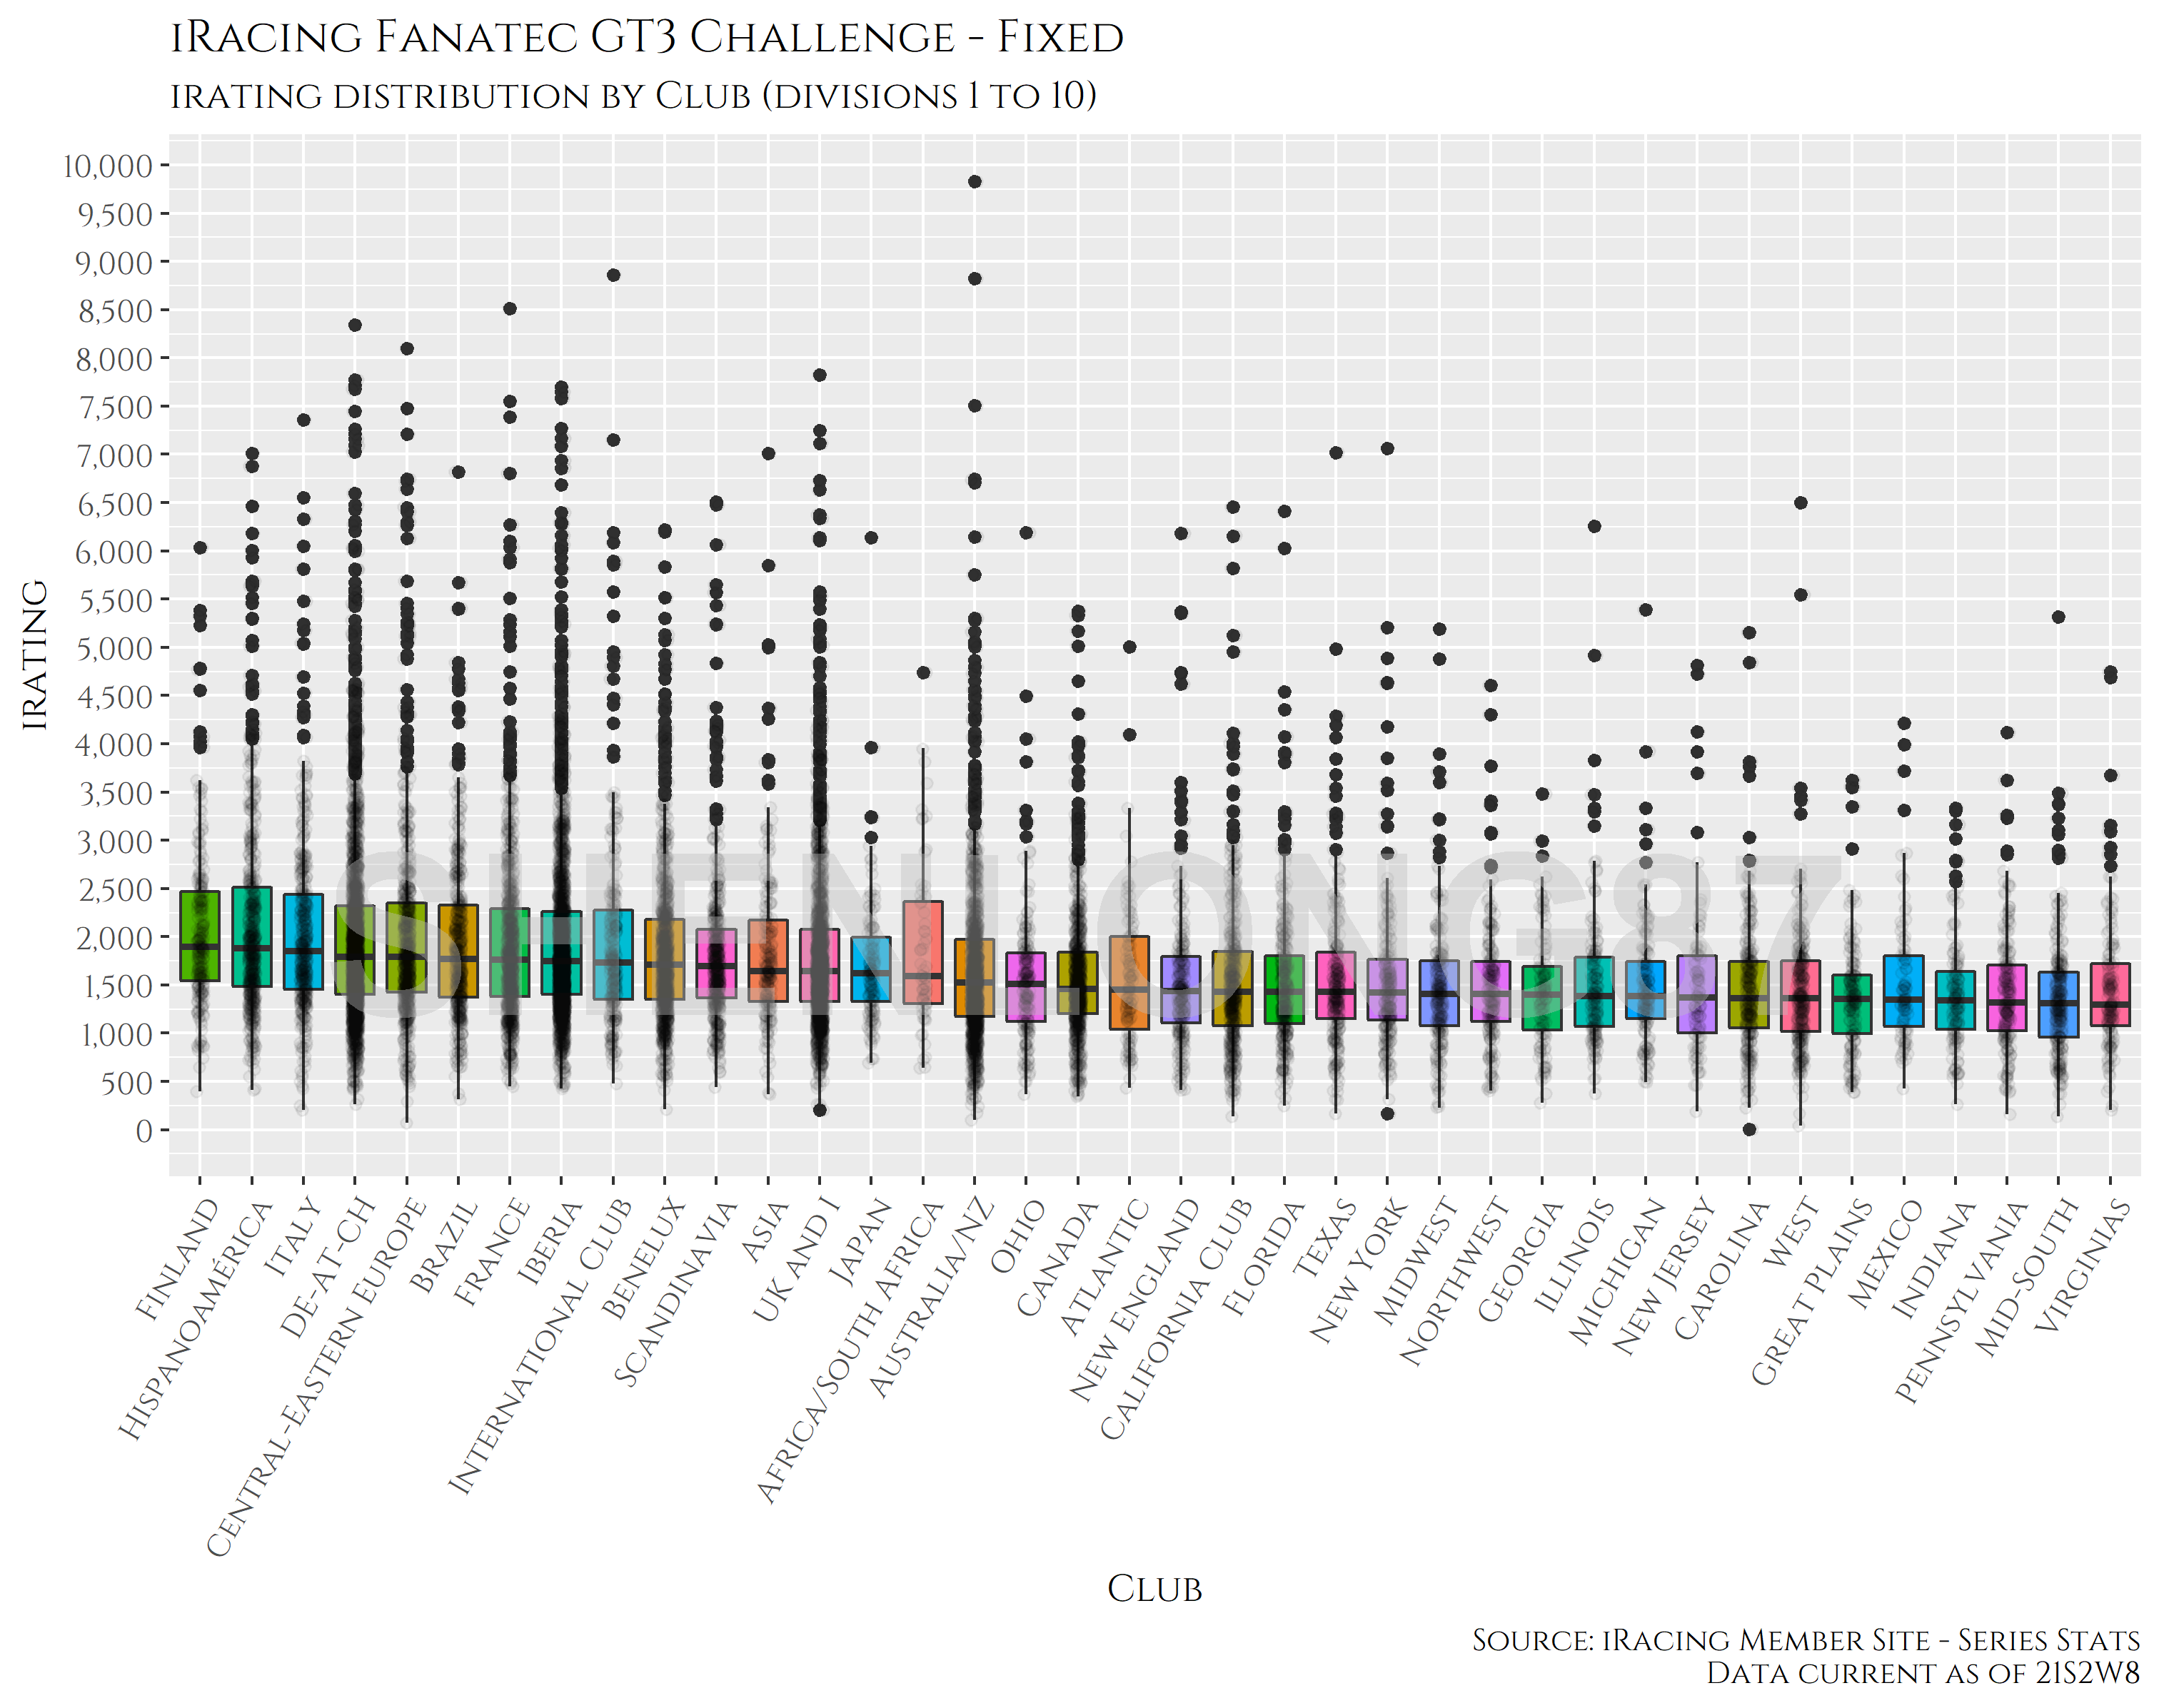 iRacing Fanatec GT3 Challenge - Fixed
irating distribution by Club (divisions 1 to 10)
10,000
9,500
9,000
8,500
8,000
7,500
7,000
6,500
6,000
5,500
5,000
4,500
4,000
3,500
3,000
2,500
2,000
1,500
1,000
500
0
irating
SHENLONG87
Finland
Hispanoamérica
Italy
DE-AT-CH
Central-Eastern Europe
Brazil
France
Iberia
International Club
Benelux
Scandinavia
Asia
UK and I
Japan
Africa/South Africa
Australia/NZ
Ohio
Canada
Atlantic
New England
California Club
Florida
Texas
New York
Midwest
Northwest
Georgia
Illinois
Michigan
New Jersey
Carolina
West
Great Plains
Mexico
Indiana
Pennsylvania
Mid-South
Virginias
Club
Source: iRacing Member Site - Series Stats
Data current as of 21S2W8